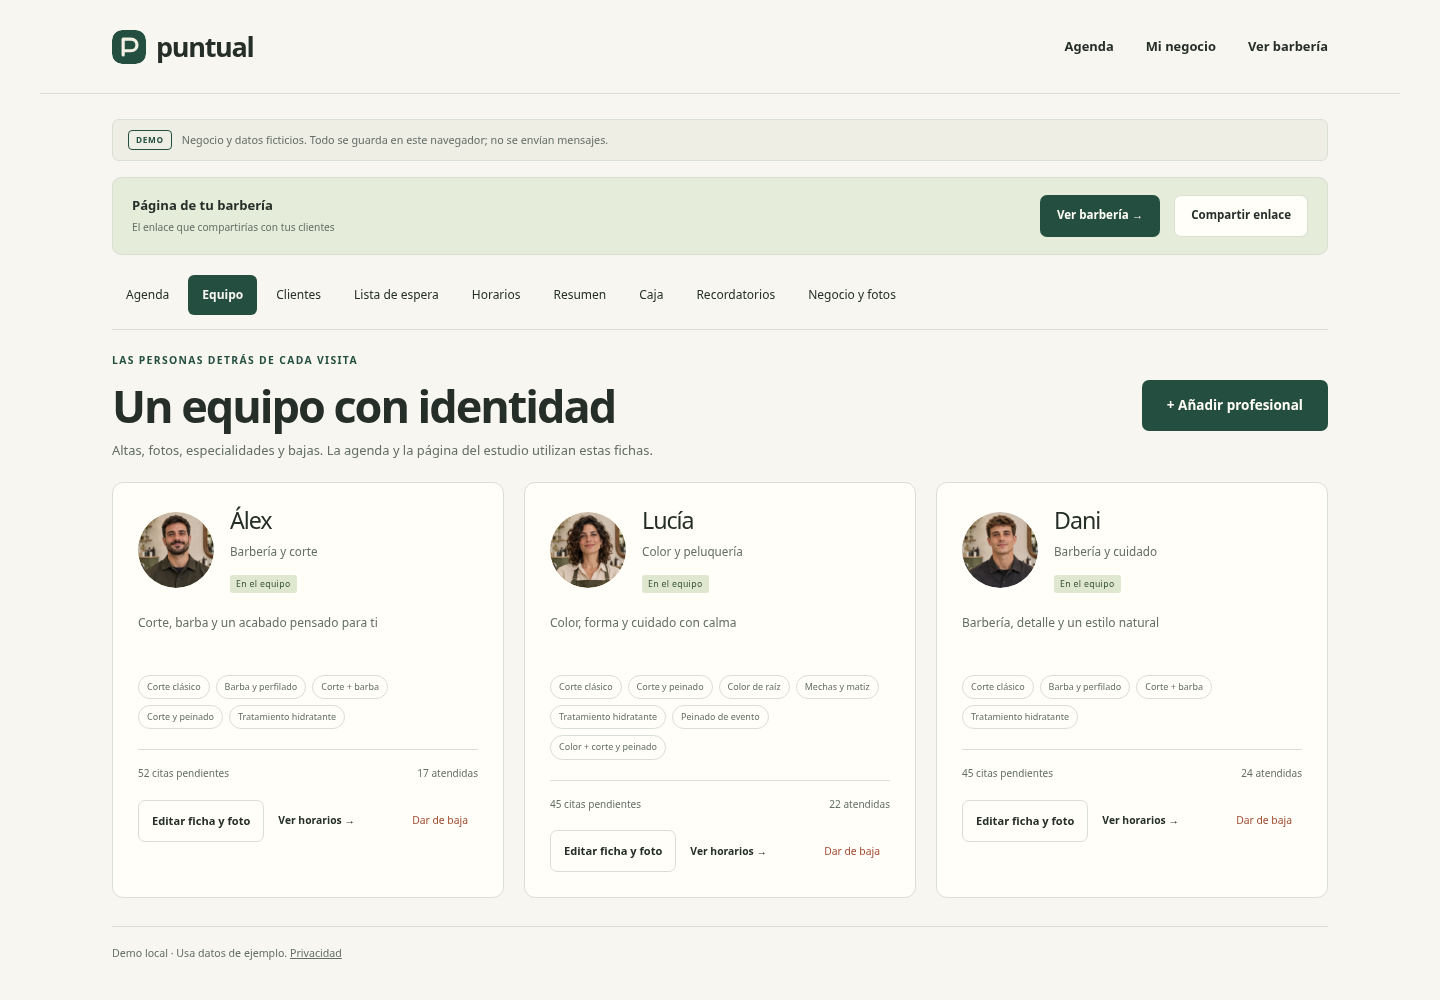 puntual
Agenda
Mi negocio
Ver barbería
DEMO
Negocio y datos ficticios. Todo se guarda en este navegador; no se envían mensajes.
Página de tu barbería
El enlace que compartirías con tus clientes
Ver barbería →
Compartir enlace
Agenda
Equipo
Clientes
Lista de espera
Horarios
Resumen
Caja
Recordatorios
Negocio y fotos
LAS PERSONAS DETRÁS DE CADA VISITA
Un equipo con identidad
+ Añadir profesional
Altas, fotos, especialidades y bajas. La agenda y la página del estudio utilizan estas fichas.
Álex
Barbería y corte
En el equipo
Corte, barba y un acabado pensado para ti
Corte clásico
Barba y perfilado
Corte + barba
Corte y peinado
Tratamiento hidratante
52 citas pendientes
17 atendidas
Editar ficha y foto
Ver horarios →
Dar de baja
Lucía
Color y peluquería
En el equipo
Color, forma y cuidado con calma
Corte clásico
Corte y peinado
Color de raíz
Mechas y matiz
Tratamiento hidratante
Peinado de evento
Color + corte y peinado
45 citas pendientes
22 atendidas
Editar ficha y foto
Ver horarios →
Dar de baja
Dani
Barbería y cuidado
En el equipo
Barbería, detalle y un estilo natural
Corte clásico
Barba y perfilado
Corte + barba
Tratamiento hidratante
45 citas pendientes
24 atendidas
Editar ficha y foto
Ver horarios →
Dar de baja
Demo local · Usa datos de ejemplo. Privacidad